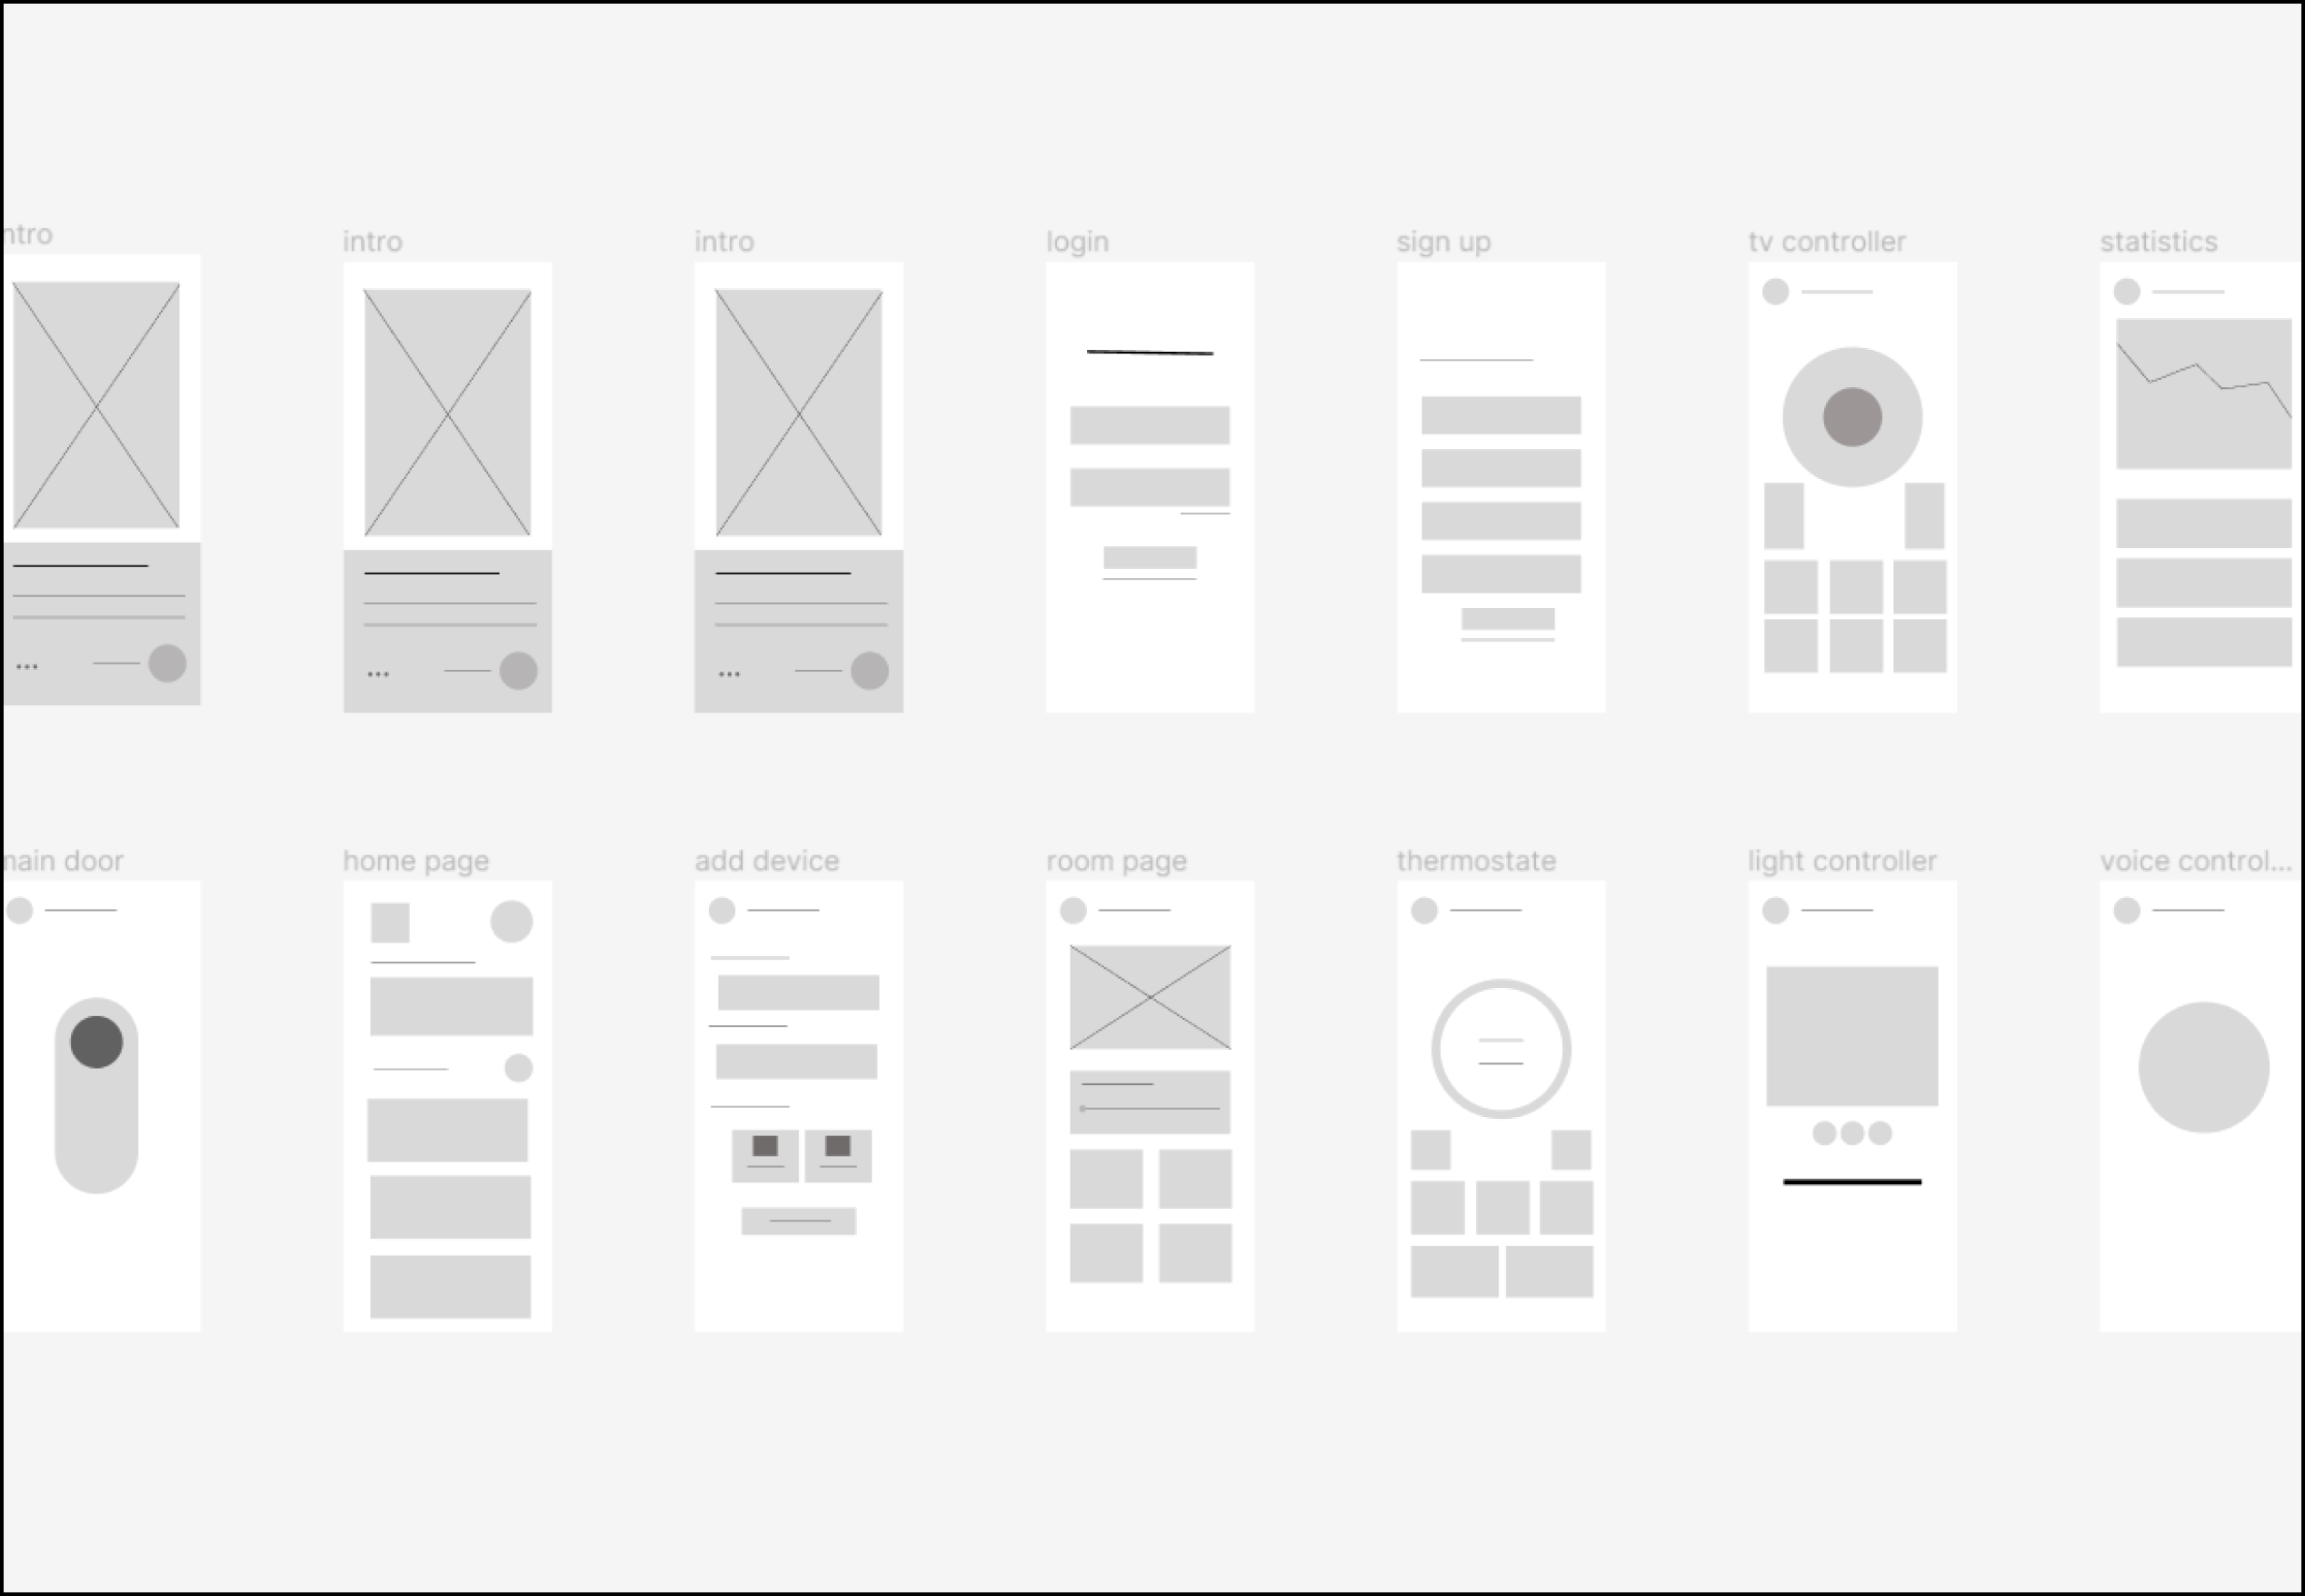 ntro
intro
intro
login
sign up
tv controller
statistics
nain door
home page
add device
room page
thermostate
light controller
voice control...